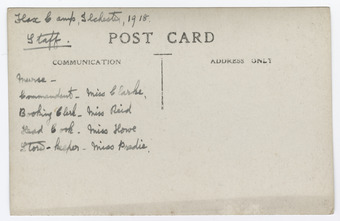 Flax Camp, Ilchester, 1918.
Staff.
POST CARD
COMMUNICATION
ADDRESS ONLY
Nurse -
Commandant - Miss Clarke,
Booking Clerk - Miss Reid
Head Cook - Miss Howe
Store-keeper - Miss Bradie,